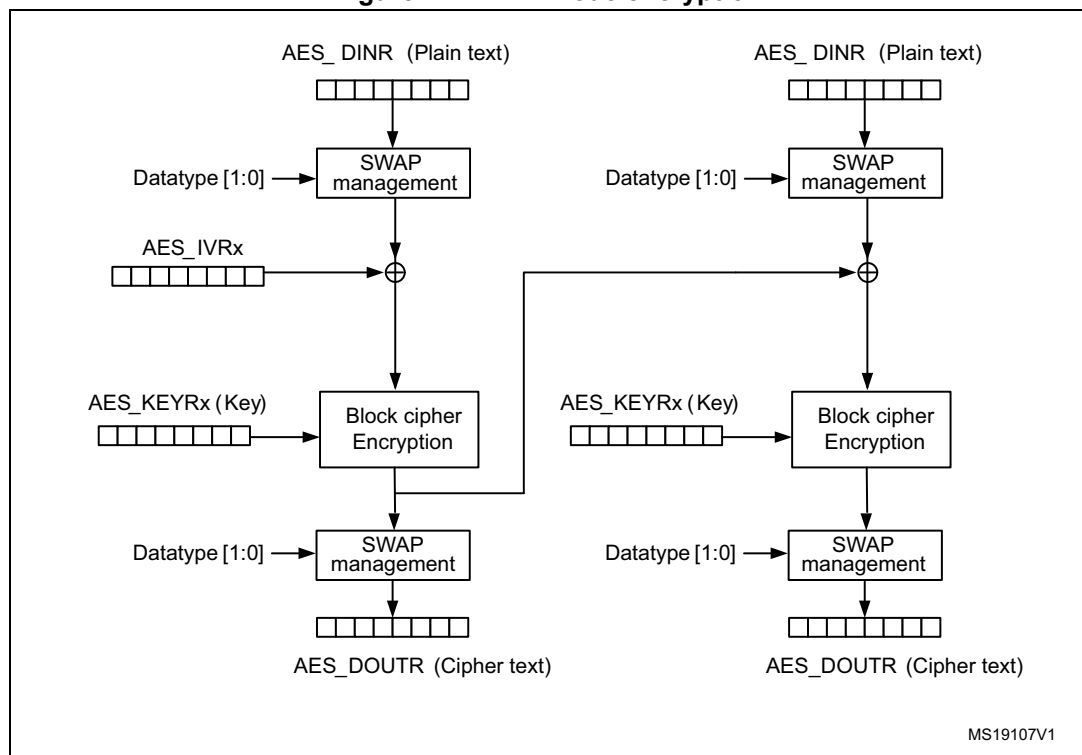 AES_ DINR (Plain text)
AES_ DINR (Plain text)
SWAP
management
Datatype [1:0]
SWAP
management
Datatype [1:0]
AES_IVRx
AES_KEYRx (Key)
Block cipher
Encryption
AES_KEYRx (Key)
Block cipher
Encryption
SWAP
management
Datatype [1:0]
SWAP
management
Datatype [1:0]
AES_DOUTR (Cipher text)
AES_DOUTR (Cipher text)
MS19107V1